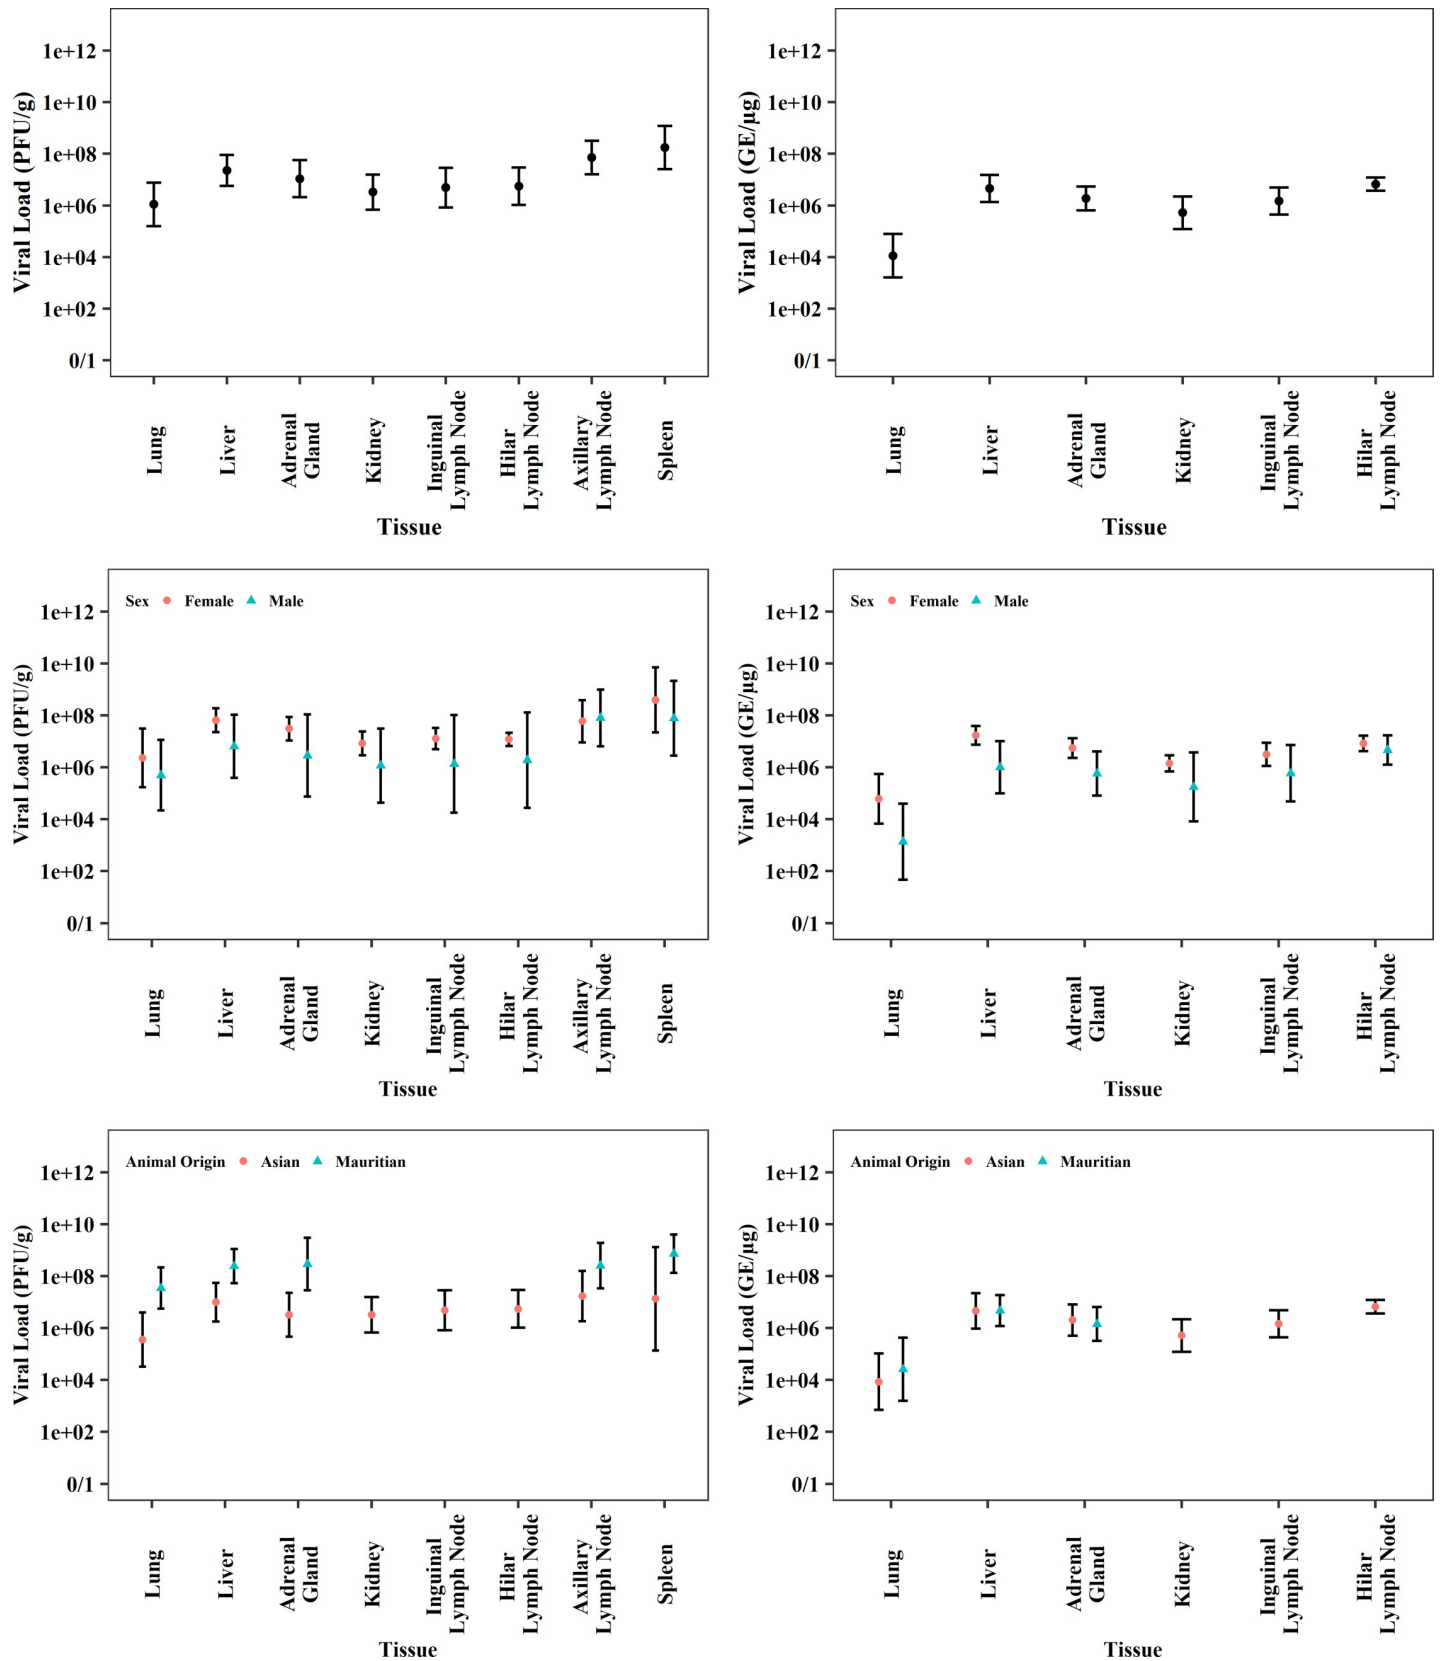 Viral Load (PFU/g)
1e+12
1e+10
1e+08
1e+06
1e+04
1e+02
0/1
Lung
Liver
Adrenal
Gland
Kidney
Inguinal
Lymph Node
Hilar
Lymph Node
Axillary
Lymph Node
Spleen
Tissue
Viral Load (GE/µg)
1e+12
1e+10
1e+08
1e+06
1e+04
1e+02
0/1
Lung
Liver
Adrenal
Gland
Kidney
Inguinal
Lymph Node
Hilar
Lymph Node
Tissue
Sex Female Male
Viral Load (PFU/g)
1e+12
1e+10
1e+08
1e+06
1e+04
1e+02
0/1
Lung
Liver
Adrenal
Gland
Kidney
Inguinal
Lymph Node
Hilar
Lymph Node
Axillary
Lymph Node
Spleen
Tissue
Sex Female Male
Viral Load (GE/µg)
1e+12
1e+10
1e+08
1e+06
1e+04
1e+02
0/1
Lung
Liver
Adrenal
Gland
Kidney
Inguinal
Lymph Node
Hilar
Lymph Node
Tissue
Animal Origin Asian Mauritian
Viral Load (PFU/g)
1e+12
1e+10
1e+08
1e+06
1e+04
1e+02
0/1
Lung
Liver
Adrenal
Gland
Kidney
Inguinal
Lymph Node
Hilar
Lymph Node
Axillary
Lymph Node
Spleen
Tissue
Animal Origin Asian Mauritian
Viral Load (GE/µg)
1e+12
1e+10
1e+08
1e+06
1e+04
1e+02
0/1
Lung
Liver
Adrenal
Gland
Kidney
Inguinal
Lymph Node
Hilar
Lymph Node
Tissue